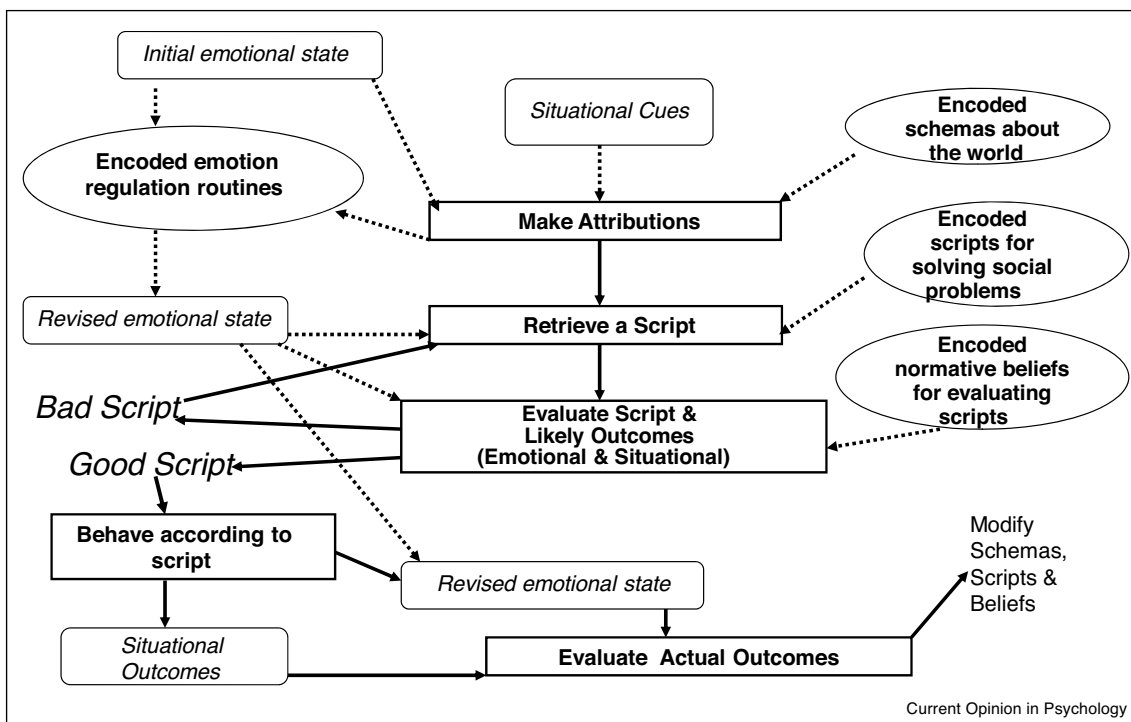 Initial emotional state
Situational Cues
Encoded
schemas about
the world
Encoded emotion
regulation routines
Make Attributions
Encoded
scripts for
solving social
problems
Revised emotional state
Retrieve a Script
Encoded
normative beliefs
for evaluating
scripts
Bad Script
Evaluate Script &
Likely Outcomes
(Emotional & Situational)
Good Script
Behave according to
script
Modify
Schemas,
Scripts &
Beliefs
Revised emotional state
Situational
Outcomes
Evaluate Actual Outcomes
Current Opinion in Psychology